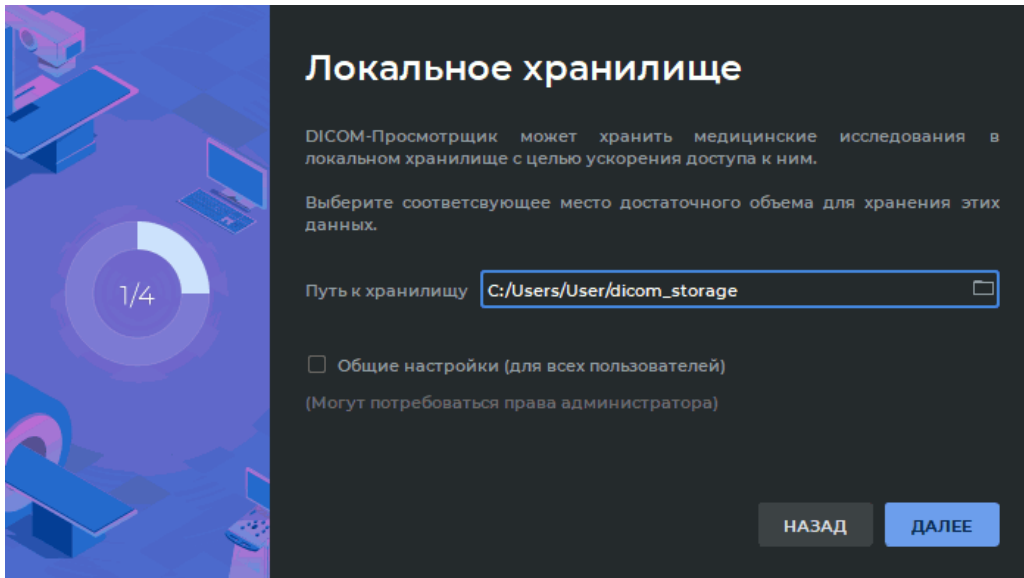 Локальное хранилище
DICOM-Просмотрщик может хранить медицинские исследования в
локальном хранилище с целью ускорения доступа к ним.
Выберите соответсвующее место достаточного объема для хранения этих
данных.
1/4
Путь к хранилищу C:/Users/User/dicom_storage
Общие настройки (для всех пользователей)
(Могут потребоваться права администратора)
НАЗАД ДАЛЕЕ